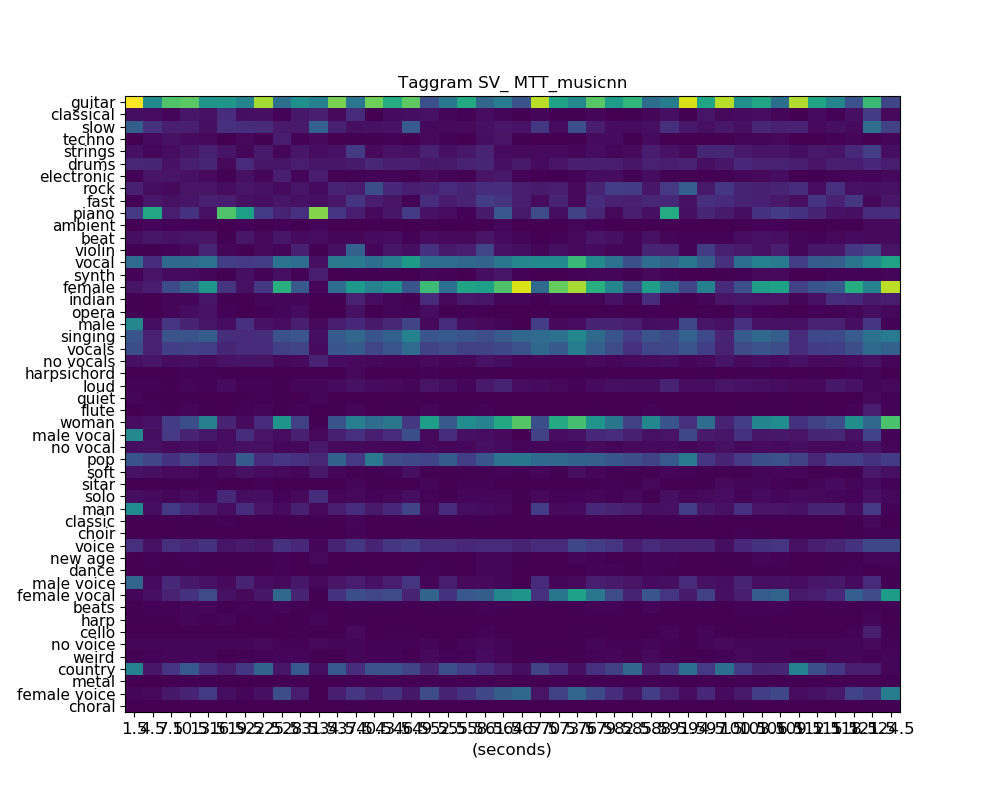 Taggram SV_ MTT_musicnn
guitar
classical
slow
techno
strings
drums
electronic
rock
fast
piano
ambient
beat
violin
vocal
synth
female
indian
opera
male
singing
vocals
no vocals
harpsichord
loud
quiet
flute
woman
male vocal
no vocal
pop
soft
sitar
solo
man
classic
choir
voice
new age
dance
male voice
female vocal
beats
harp
cello
no voice
weird
country
metal
female voice
choral
(seconds)